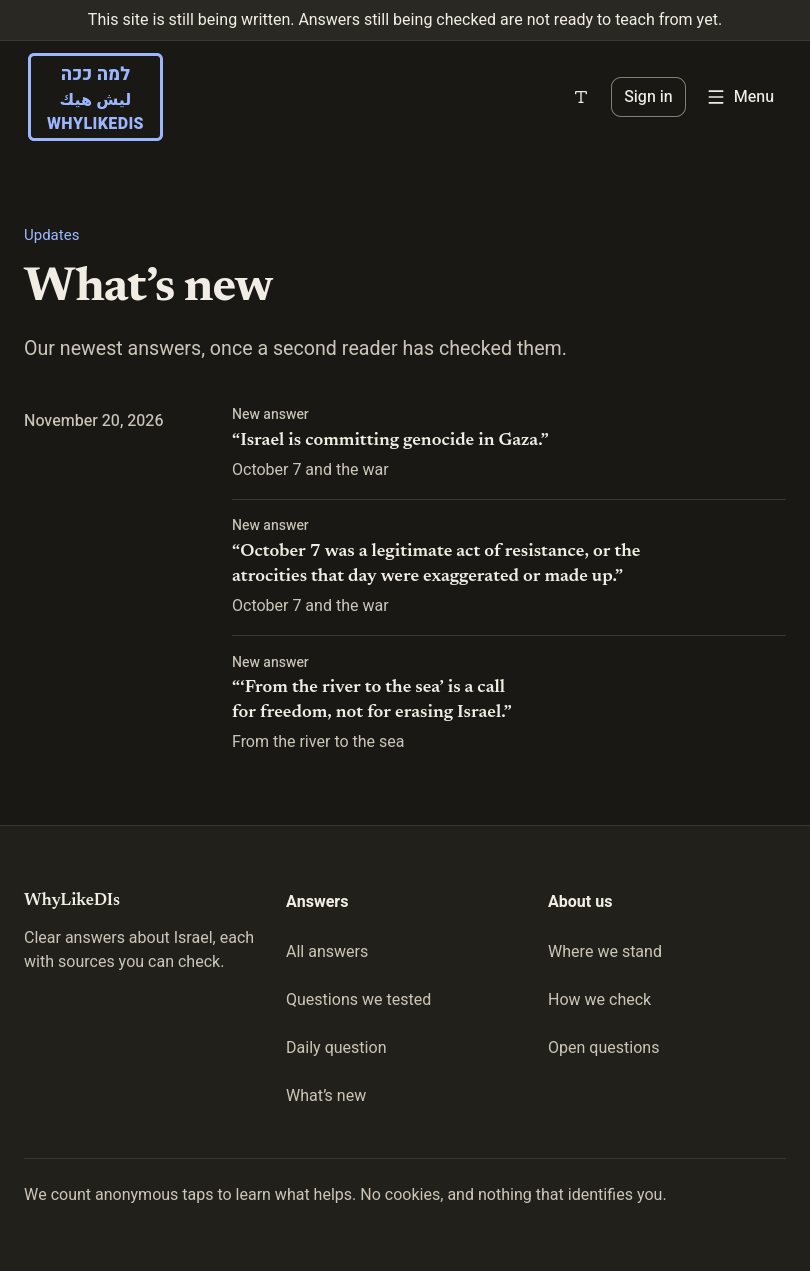 This site is still being written. Answers still being checked are not ready to teach from yet.
למה ככה
ليش هيك
WHYLIKEDIS
Sign in
Menu
Updates
What’s new
Our newest answers, once a second reader has checked them.
November 20, 2026
New answer
“Israel is committing genocide in Gaza.”
October 7 and the war
New answer
“October 7 was a legitimate act of resistance, or the
atrocities that day were exaggerated or made up.”
October 7 and the war
New answer
“‘From the river to the sea’ is a call
for freedom, not for erasing Israel.”
From the river to the sea
WhyLikeDIs
Clear answers about Israel, each
with sources you can check.
Answers
All answers
Questions we tested
Daily question
What’s new
About us
Where we stand
How we check
Open questions
We count anonymous taps to learn what helps. No cookies, and nothing that identifies you.